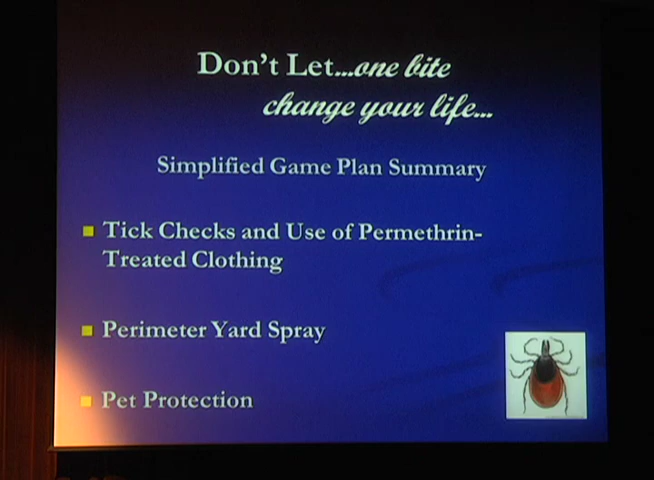 Don't Let...one bite
change your life...
Simplified Game Plan Summary
Tick Checks and Use of Permethrin-
Treated Clothing
Perimeter Yard Spray
Pet Protection